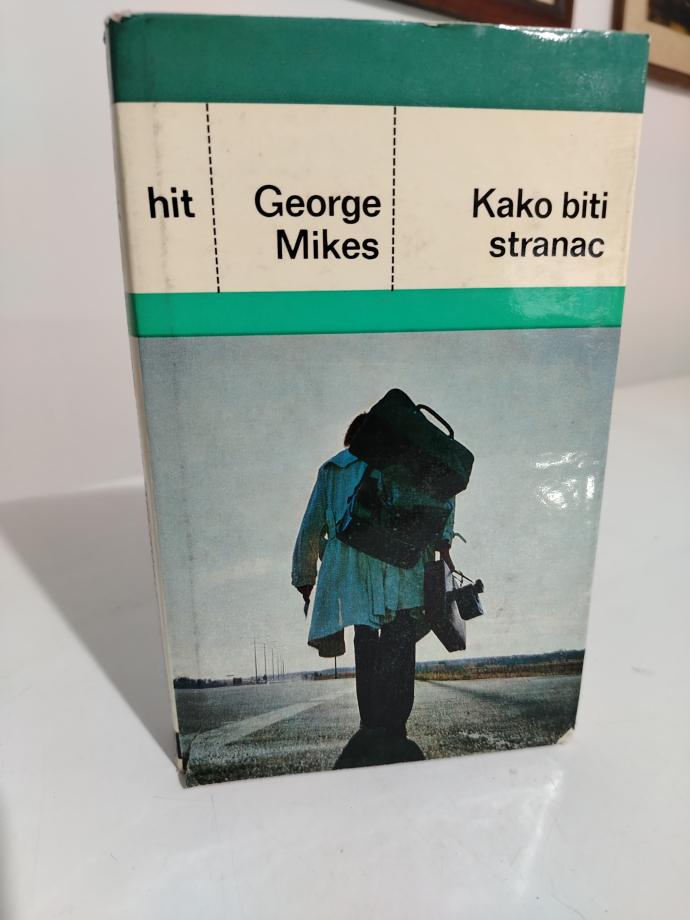 hit
George
Mikes
Kako biti
stranac